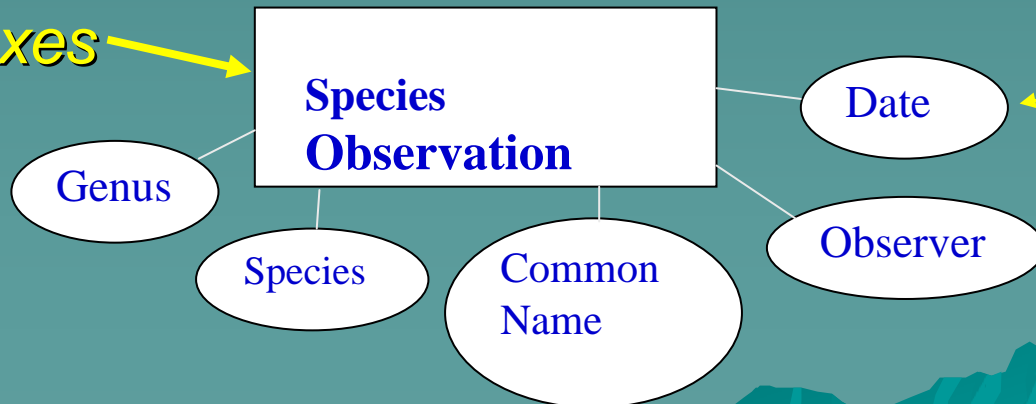 xes
Species
Observation
Date
Genus
Observer
Species
Common
Name